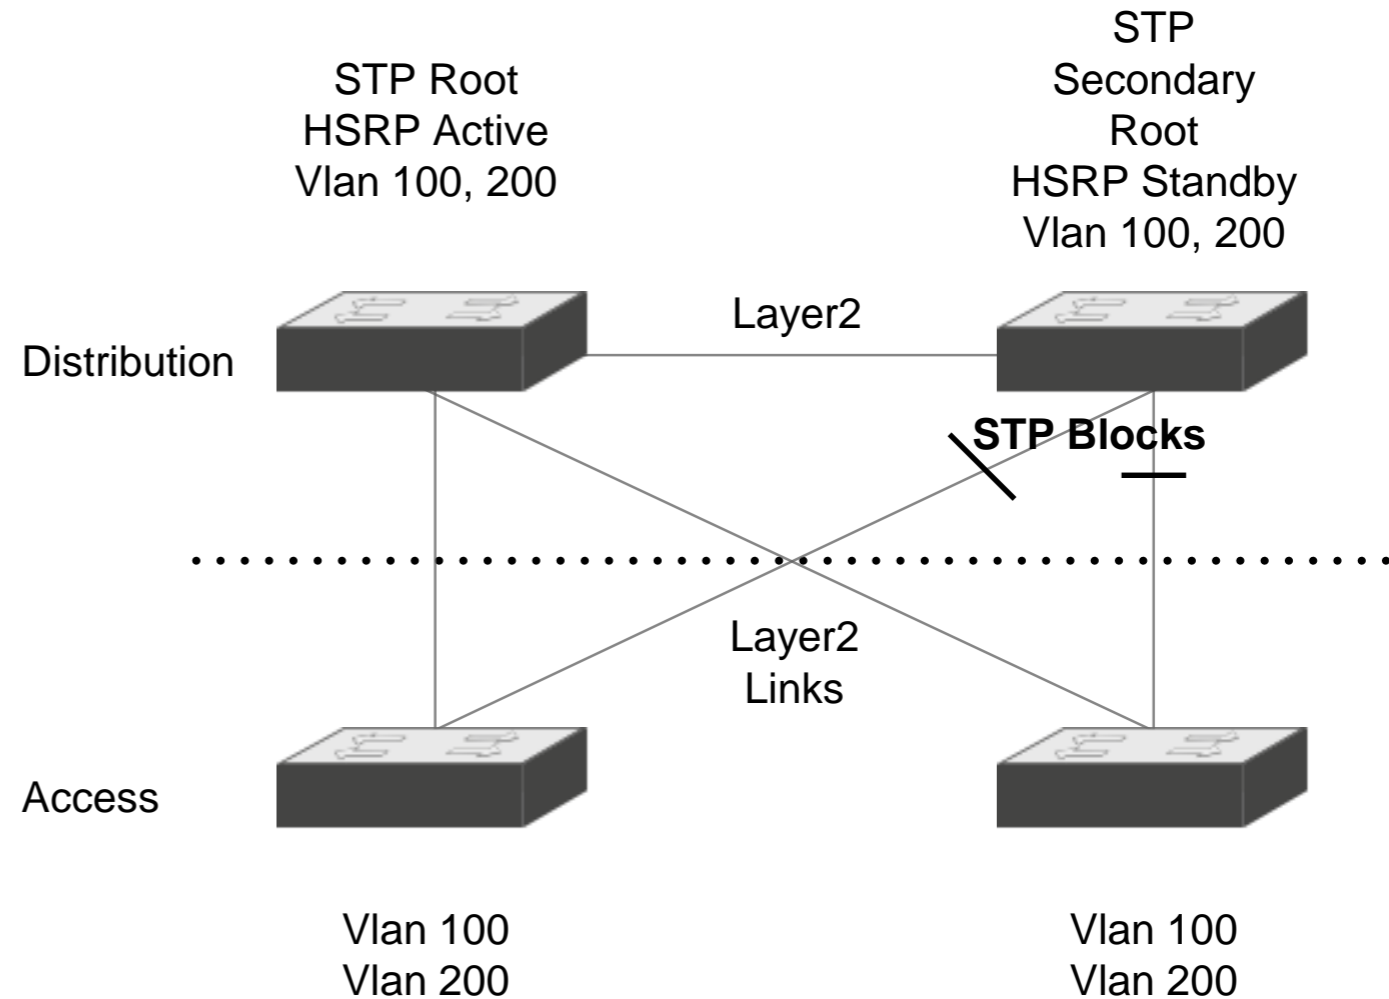 STP Root
HSRP Active
Vlan 100, 200
STP
Secondary
Root
HSRP Standby
Vlan 100, 200
Layer2
Distribution
STP Blocks
Layer2
Links
Access
Vlan 100
Vlan 200
Vlan 100
Vlan 200